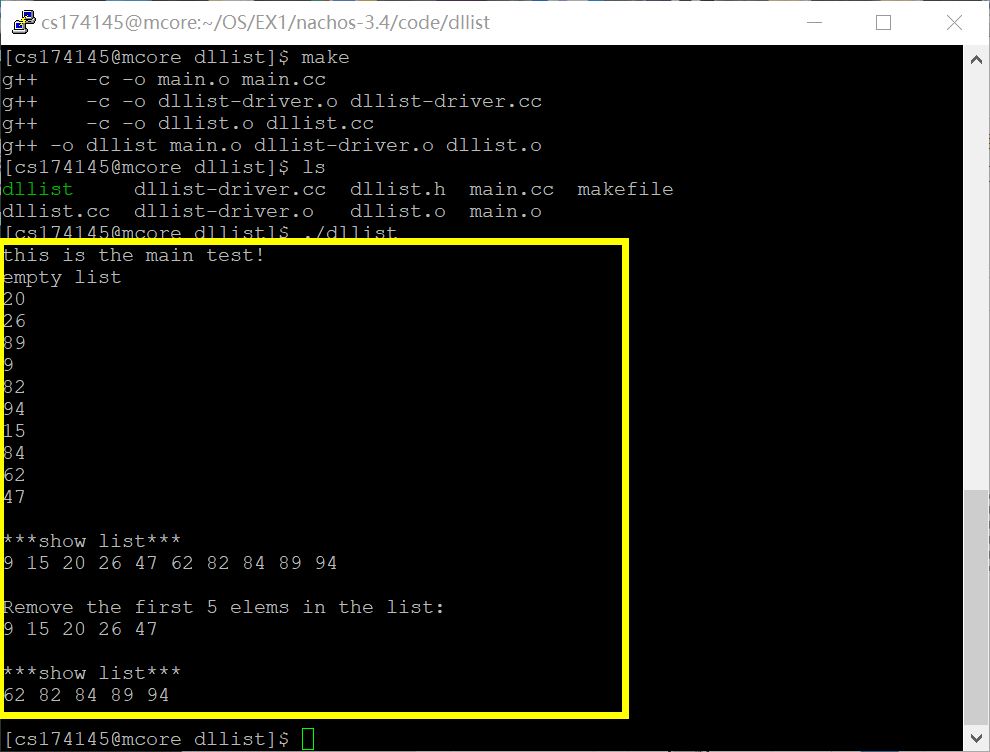 cs174145@mcore:~/OS/EX1/nachos-3.4/code/dllist
[cs174145@mcore dllist]$ make
g++    -c -o main.o main.cc
g++    -c -o dllist-driver.o dllist-driver.cc
g++    -c -o dllist.o dllist.cc
g++ -o dllist main.o dllist-driver.o dllist.o
[cs174145@mcore dllist]$ ls
dllist     dllist-driver.cc  dllist.h  main.cc  makefile
dllist.cc  dllist-driver.o   dllist.o  main.o
[cs174145@mcore dllist]$ ./dllist
this is the main test!
empty list
20
26
89
9
82
94
15
84
62
47
***show list***
9 15 20 26 47 62 82 84 89 94
Remove the first 5 elems in the list:
9 15 20 26 47
***show list***
62 82 84 89 94
[cs174145@mcore dllist]$